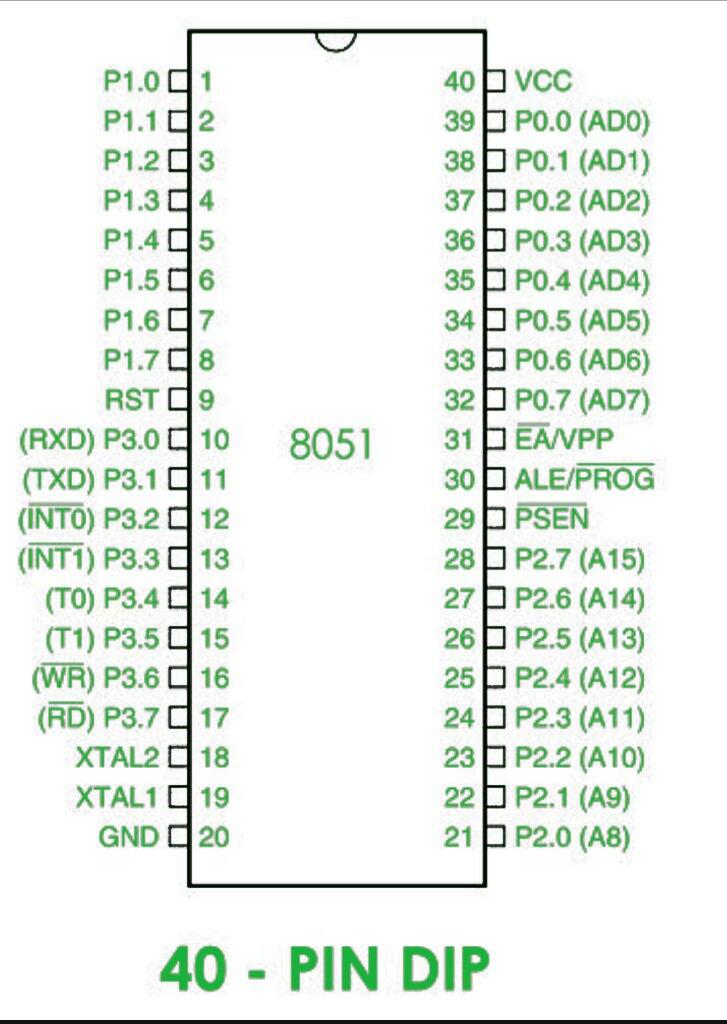 P1.0 1 40 VCC
P1.1 2 39 P0.0 (AD0)
P1.2 3 38 P0.1 (AD1)
P1.3 4 37 P0.2 (AD2)
P1.4 5 36 P0.3 (AD3)
P1.5 6 35 P0.4 (AD4)
P1.6 7 34 P0.5 (AD5)
P1.7 8 33 P0.6 (AD6)
RST 9 32 P0.7 (AD7)
(RXD) P3.0 10 8051 31 E̅A̅/VPP
(TXD) P3.1 11 30 ALE/P̅R̅O̅G̅
(I̅N̅T̅0̅) P3.2 12 29 P̅S̅E̅N̅
(I̅N̅T̅1̅) P3.3 13 28 P2.7 (A15)
(T0) P3.4 14 27 P2.6 (A14)
(T1) P3.5 15 26 P2.5 (A13)
(W̅R̅) P3.6 16 25 P2.4 (A12)
(R̅D̅) P3.7 17 24 P2.3 (A11)
XTAL2 18 23 P2.2 (A10)
XTAL1 19 22 P2.1 (A9)
GND 20 21 P2.0 (A8)
40 - PIN DIP